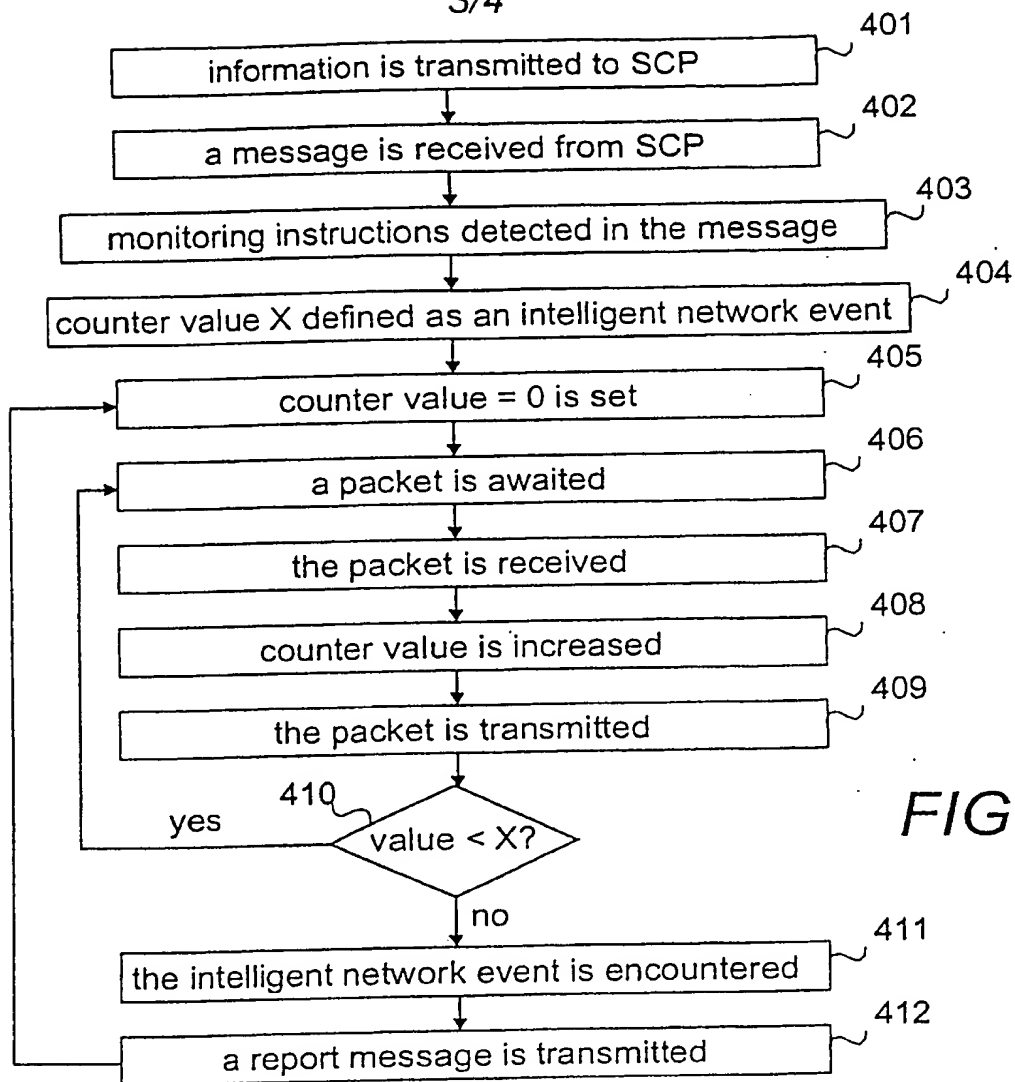 3/4
information is transmitted to SCP 401
a message is received from SCP 402
monitoring instructions detected in the message 403
counter value X defined as an intelligent network event 404
counter value = 0 is set 405
a packet is awaited 406
the packet is received 407
counter value is increased 408
the packet is transmitted 409
410
value < X?
yes
FIG
no
the intelligent network event is encountered 411
a report message is transmitted 412